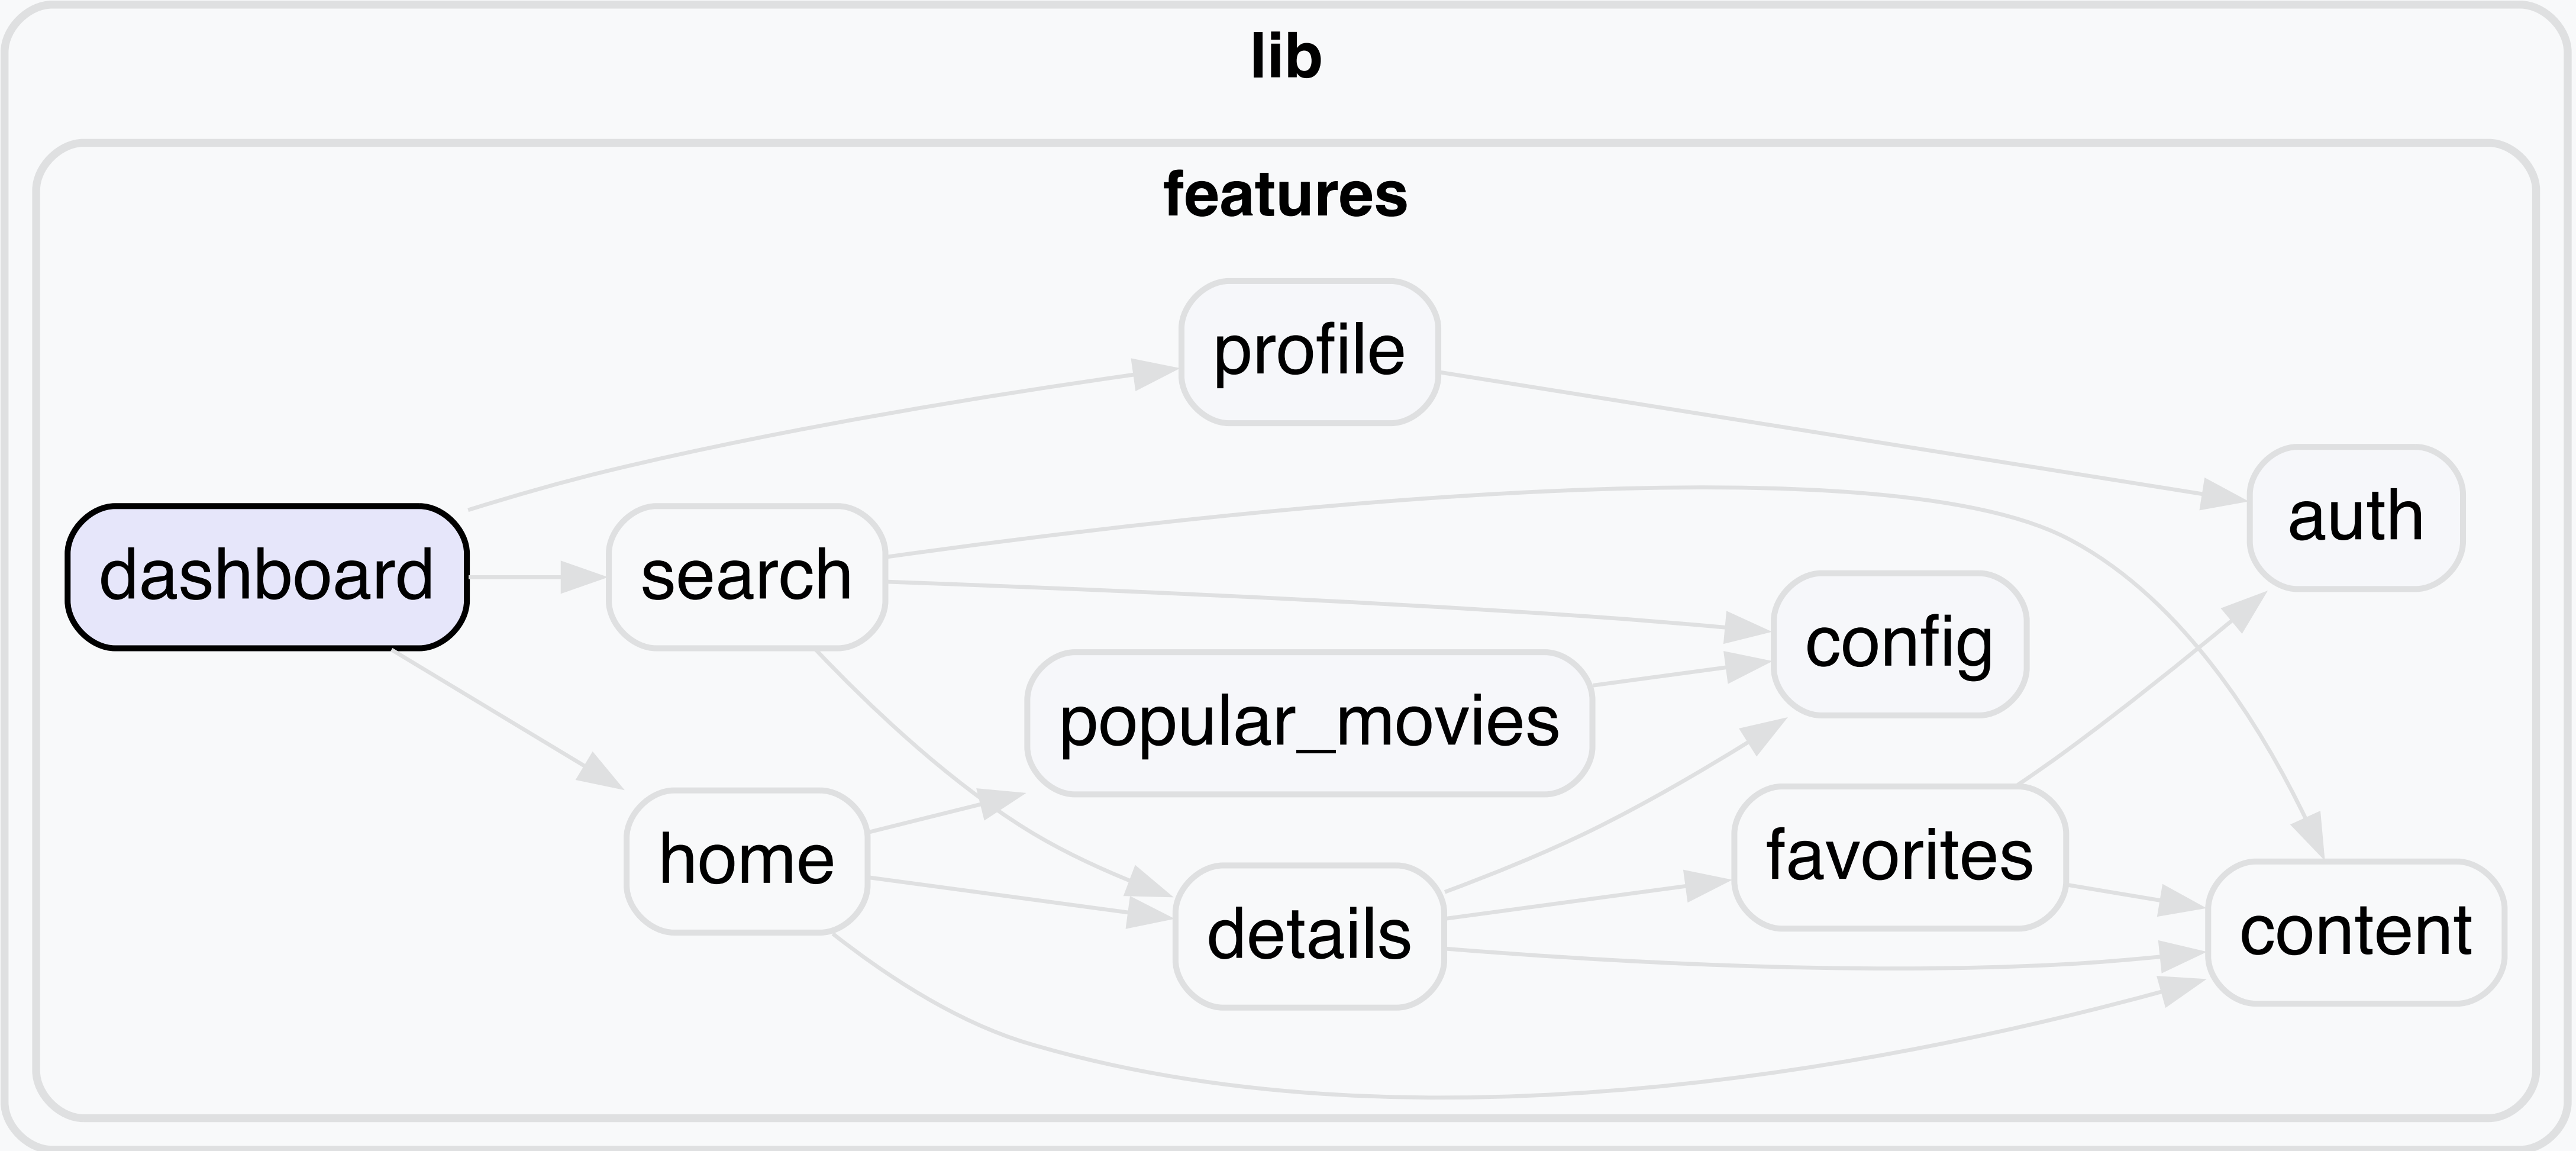 lib
features
profile
auth
dashboard
search
config
popular_movies
home
favorites
details
content